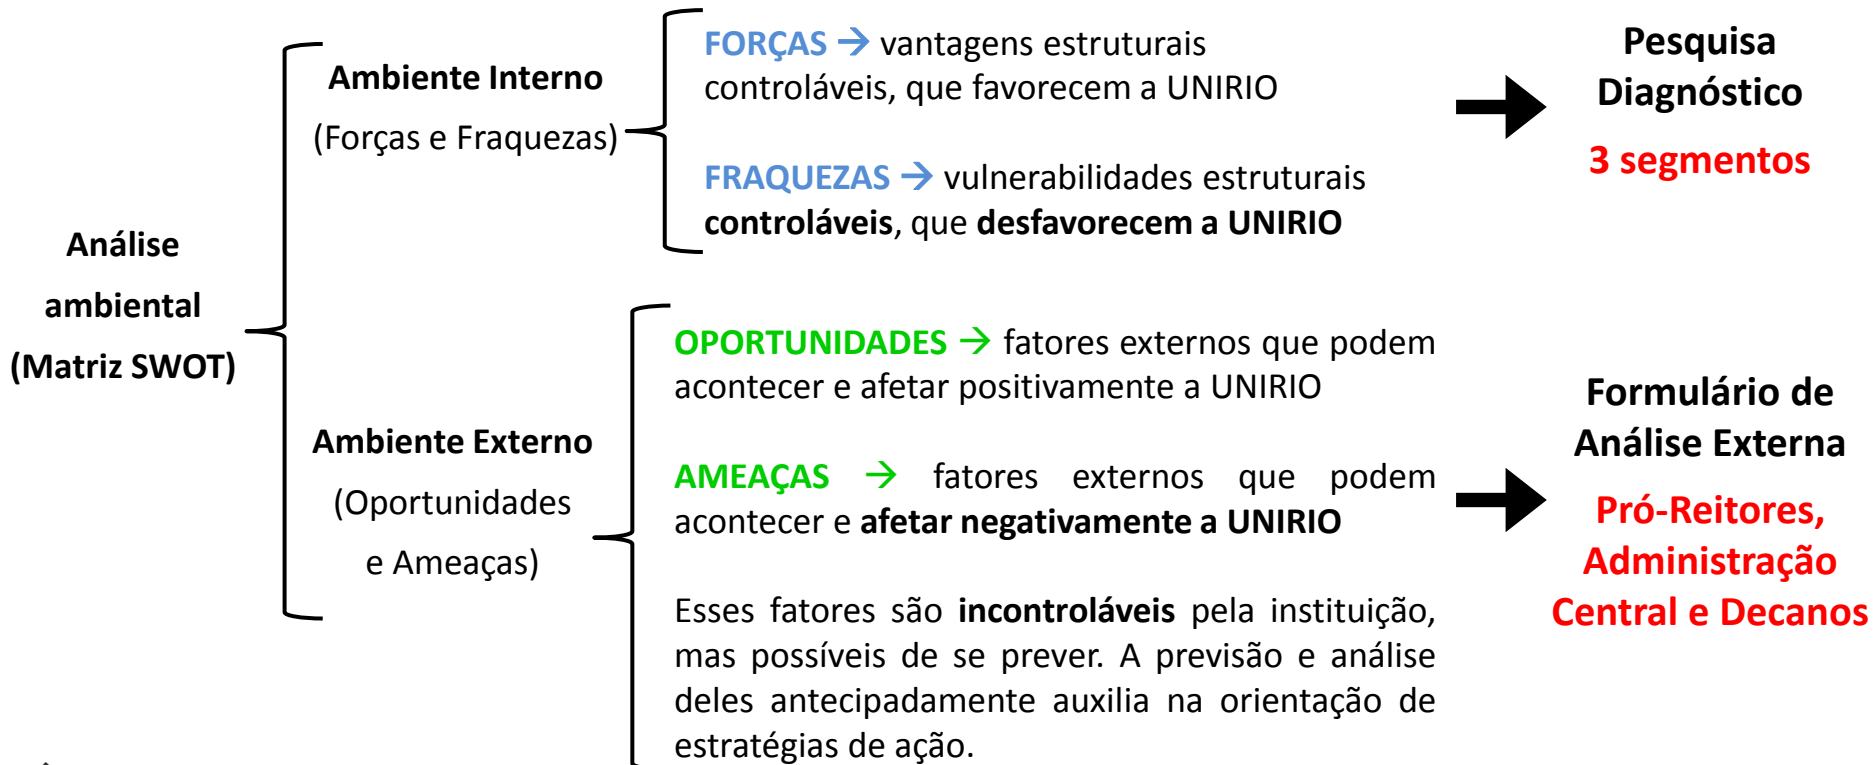 Análise
ambiental
(Matriz SWOT)
Ambiente Interno
(Forças e Fraquezas)
FORÇAS → vantagens estruturais
controláveis, que favorecem a UNIRIO
FRAQUEZAS → vulnerabilidades estruturais
controláveis, que desfavorecem a UNIRIO
Pesquisa
Diagnóstico
3 segmentos
Ambiente Externo
(Oportunidades
e Ameaças)
OPORTUNIDADES → fatores externos que podem
acontecer e afetar positivamente a UNIRIO
AMEAÇAS → fatores externos que podem
acontecer e afetar negativamente a UNIRIO
Esses fatores são incontroláveis pela instituição,
mas possíveis de se prever. A previsão e análise
deles antecipadamente auxilia na orientação de
estratégias de ação.
Formulário de
Análise Externa
Pró-Reitores,
Administração
Central e Decanos